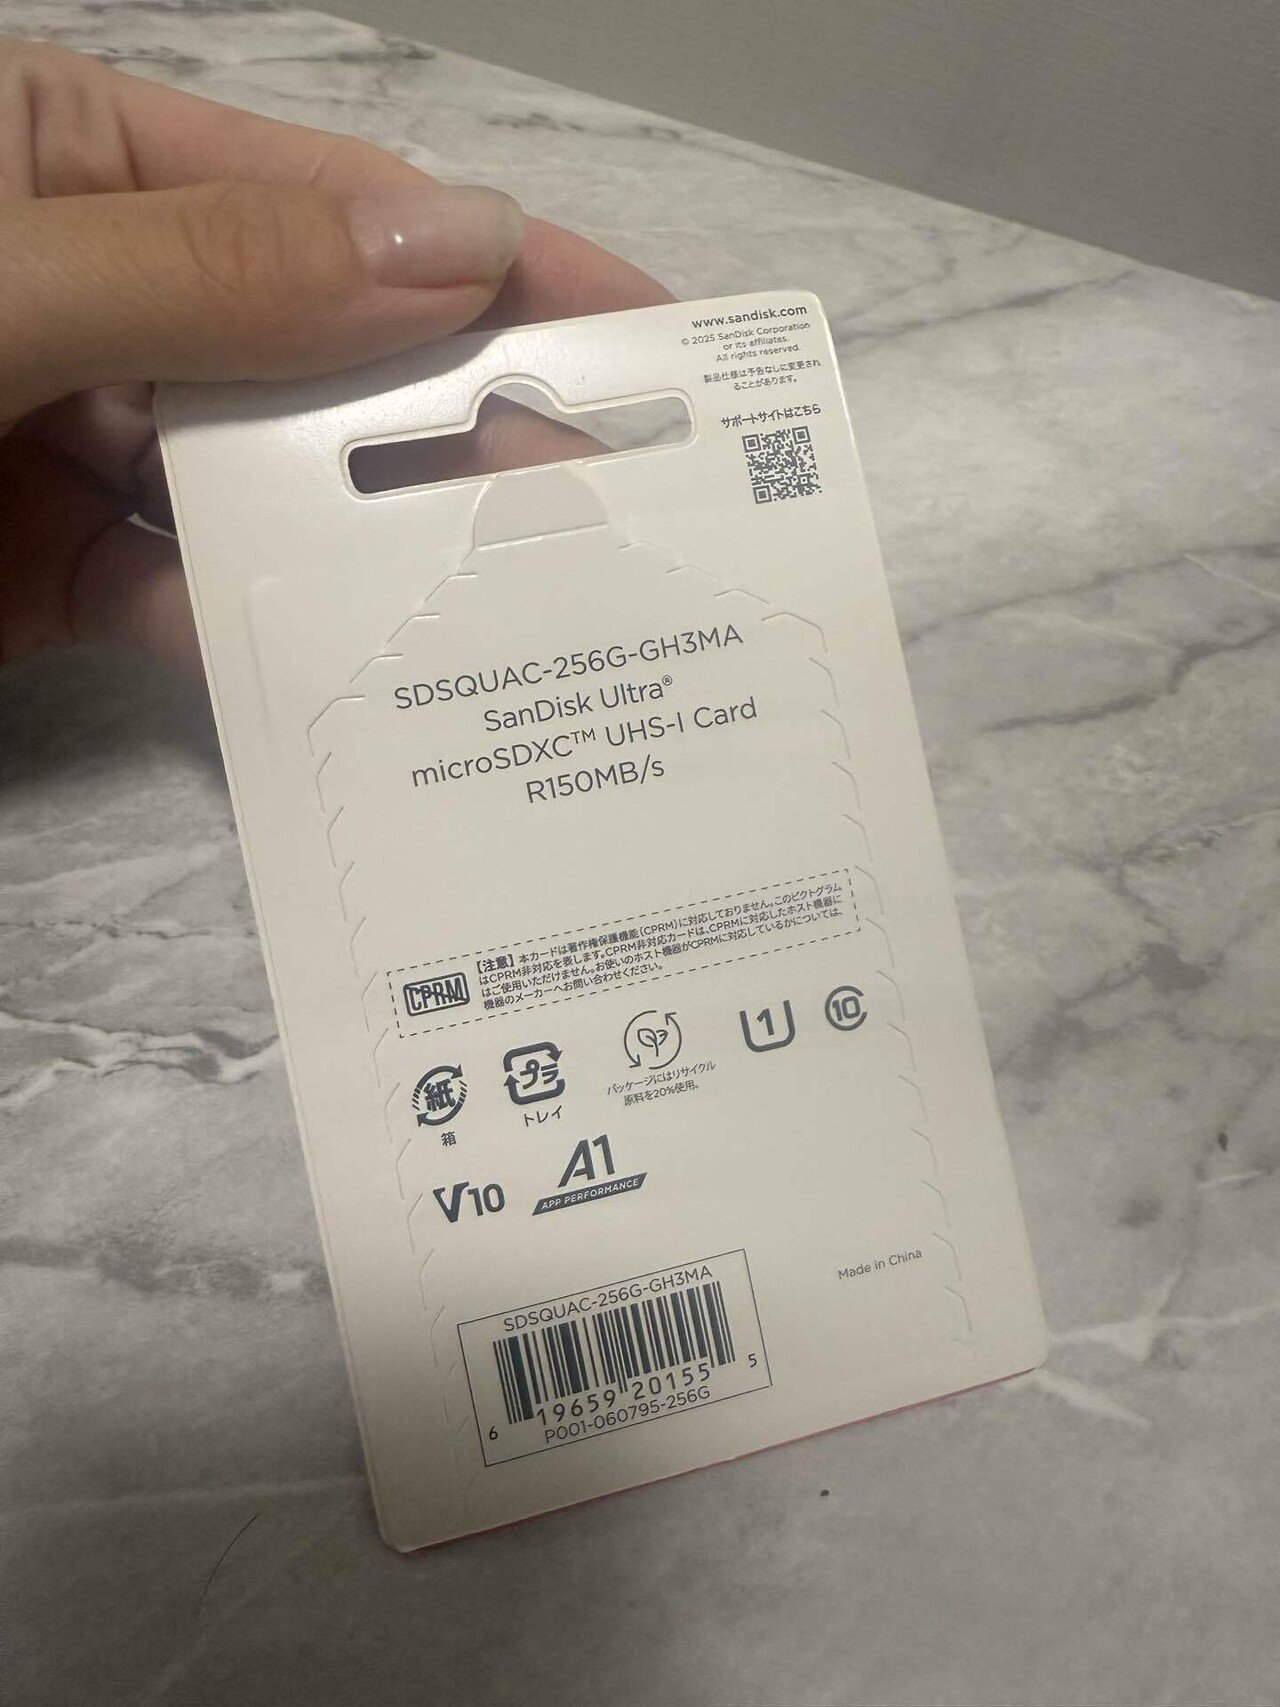 www.sandisk.com
© 2025 SanDisk Corporation
or its affiliates.
All rights reserved.
製品仕様は予告なしに変更され
ることがあります。
サポートサイトはこちら
SDSQUAC-256G-GH3MA
SanDisk Ultra®
microSDXC™ UHS-I Card
R150MB/s
CPRM
【注意】本カードは著作権保護機能(CPRM)に対応しておりません。このピクトグラム
はCPRM非対応を表します。CPRM非対応カードは、CPRMに対応したホスト機器に
はご使用いただけません。お使いのホスト機器がCPRMに対応しているかについては、
機器のメーカーへお問い合わせください。
紙
箱
プラ
トレイ
パッケージにはリサイクル
原料を20%使用。
1
10
V10
A1
APP PERFORMANCE
Made in China
SDSQUAC-256G-GH3MA
6 19659 20155 5
P001-060795-256G